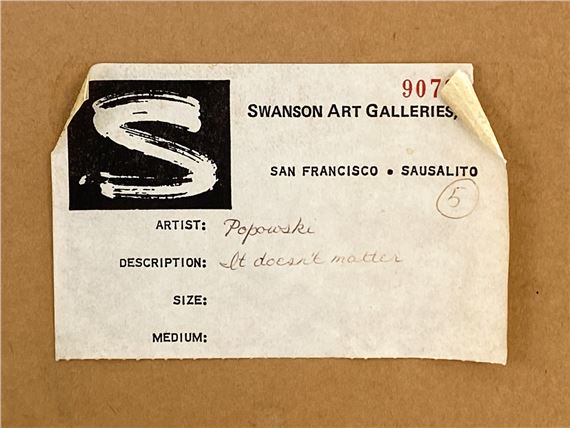 S
907
SWANSON ART GALLERIES,
SAN FRANCISCO • SAUSALITO
5
ARTIST: Popowski
DESCRIPTION: It doesn't matter
SIZE:
MEDIUM: